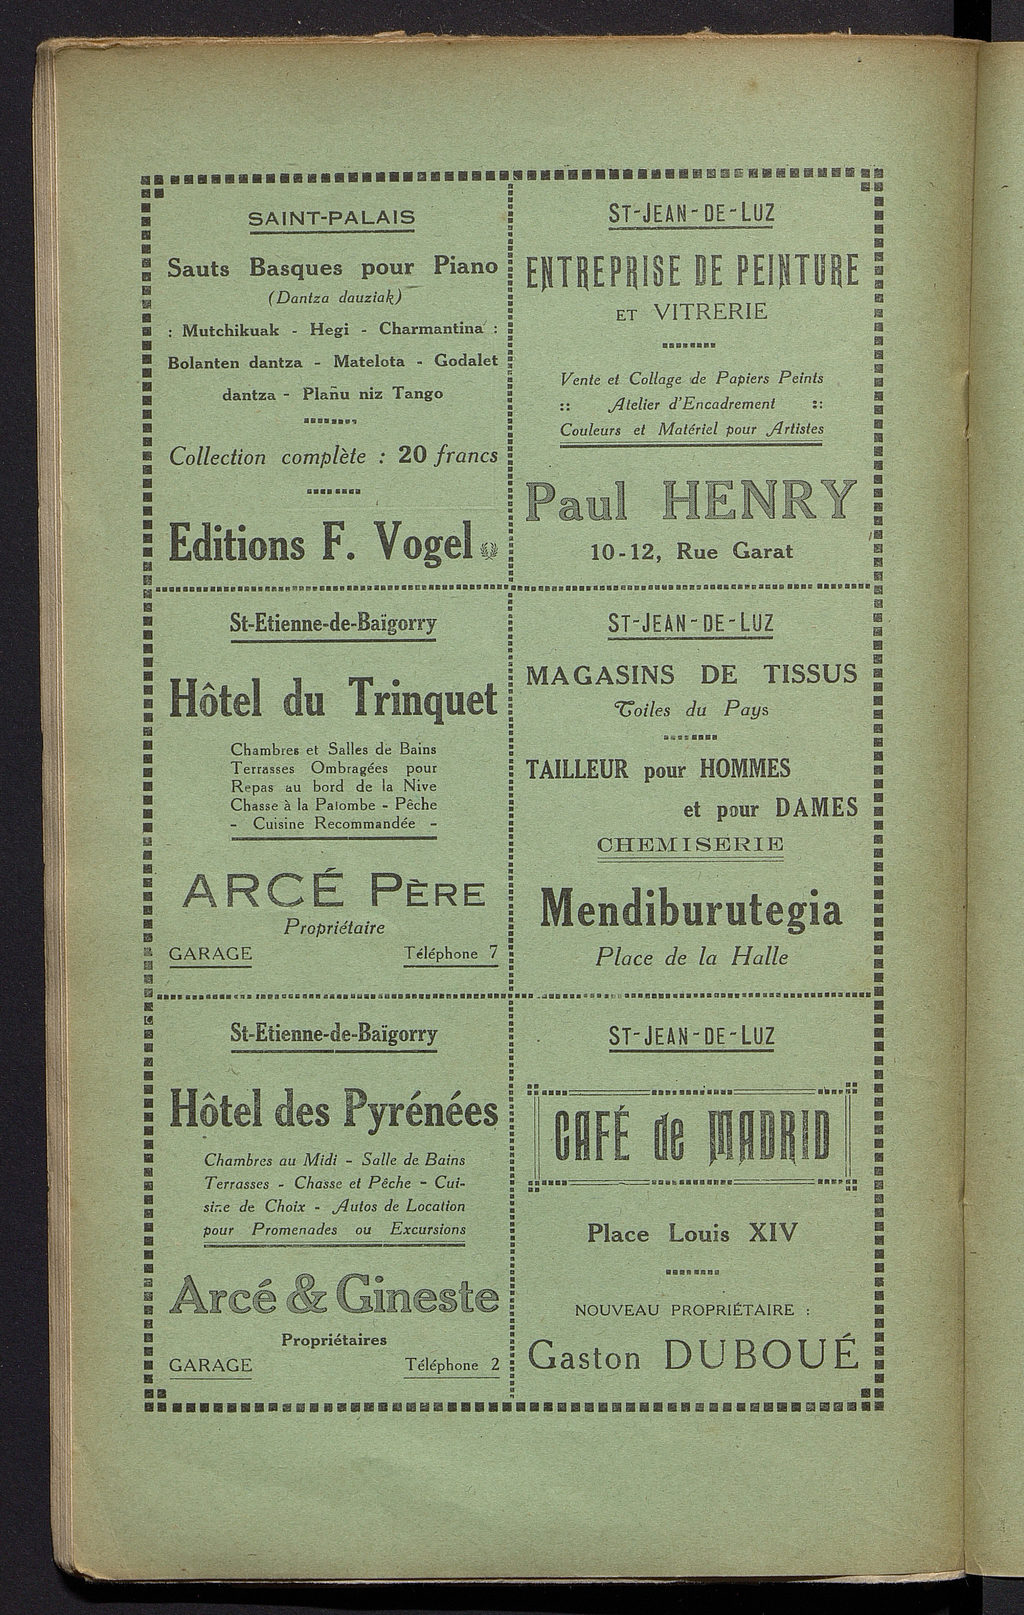 SAINT-PALAIS
Sauts Basques pour Piano
(Dantza dauziak)
: Mutchikuak - Hegi - Charmantina :
Bolanten dantza - Matelota - Godalet
dantza - Plañu niz Tango
Collection complète : 20 francs
Editions F. Vogel
ST-JEAN-DE-LUZ
ENTREPRISE DE PEINTURE
ET VITRERIE
Vente et Collage de Papiers Peints
:: Atelier d'Encadrement ::
Couleurs et Matériel pour Artistes
Paul HENRY
10-12, Rue Garat
St-Etienne-de-Baïgorry
Hôtel du Trinquet
Chambres et Salles de Bains
Terrasses Ombragées pour
Repas au bord de la Nive
Chasse à la Palombe - Pêche
- Cuisine Recommandée -
ARCÉ PÈRE
Propriétaire
GARAGE Téléphone 7
ST-JEAN-DE-LUZ
MAGASINS DE TISSUS
Toiles du Pays
TAILLEUR pour HOMMES
et pour DAMES
CHEMISERIE
Mendiburutegia
Place de la Halle
St-Etienne-de-Baïgorry
Hôtel des Pyrénées
Chambres au Midi - Salle de Bains
Terrasses - Chasse et Pêche - Cui-
sine de Choix - Autos de Location
pour Promenades ou Excursions
Arcé & Gineste
Propriétaires
GARAGE Téléphone 2
ST-JEAN-DE-LUZ
CAFÉ de MADRID
Place Louis XIV
NOUVEAU PROPRIÉTAIRE :
Gaston DUBOUÉ